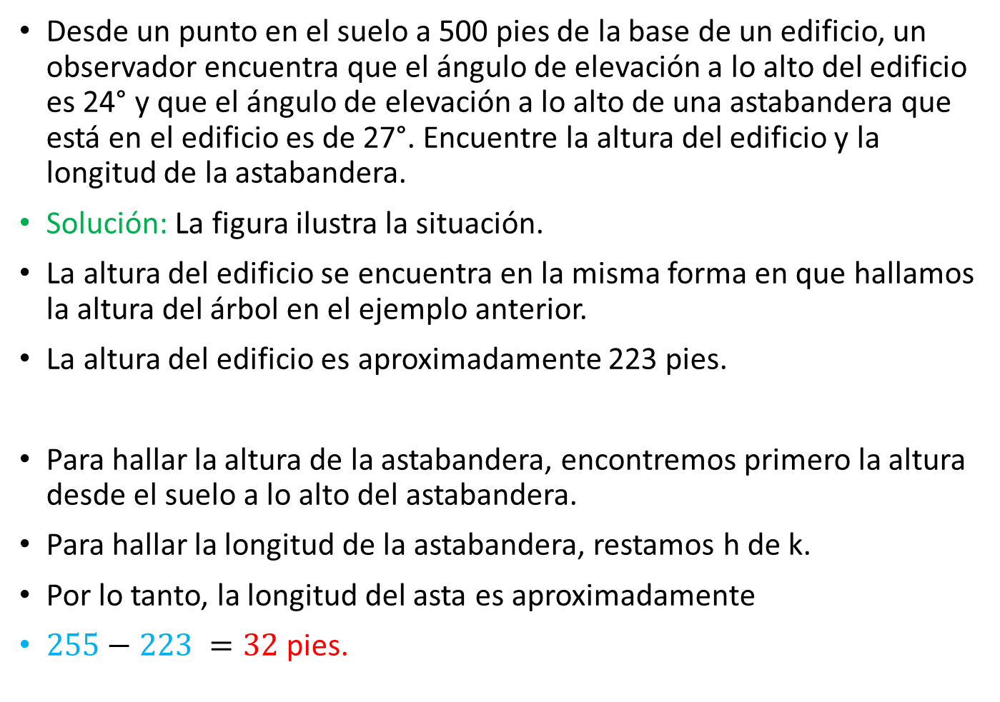 • Desde un punto en el suelo a 500 pies de la base de un edificio, un
observador encuentra que el ángulo de elevación a lo alto del edificio
es 24° y que el ángulo de elevación a lo alto de una astabandera que
está en el edificio es de 27°. Encuentre la altura del edificio y la
longitud de la astabandera.
• Solución: La figura ilustra la situación.
• La altura del edificio se encuentra en la misma forma en que hallamos
la altura del árbol en el ejemplo anterior.
• La altura del edificio es aproximadamente 223 pies.
• Para hallar la altura de la astabandera, encontremos primero la altura
desde el suelo a lo alto del astabandera.
• Para hallar la longitud de la astabandera, restamos h de k.
• Por lo tanto, la longitud del asta es aproximadamente
• 255 − 223 = 32 pies.